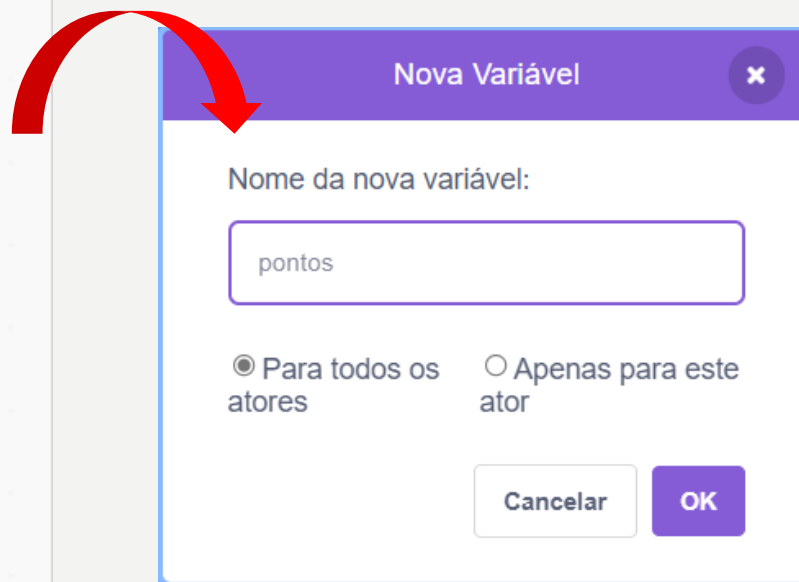 Nova Variável
Nome da nova variável:
pontos
Para todos os atores
Apenas para este ator
Cancelar
OK